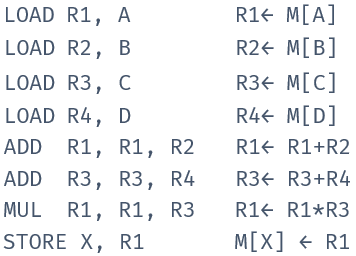 LOAD R1, A R1← M[A]
LOAD R2, B R2← M[B]
LOAD R3, C R3← M[C]
LOAD R4, D R4← M[D]
ADD R1, R1, R2 R1← R1+R2
ADD R3, R3, R4 R3← R3+R4
MUL R1, R1, R3 R1← R1*R3
STORE X, R1 M[X] ← R1